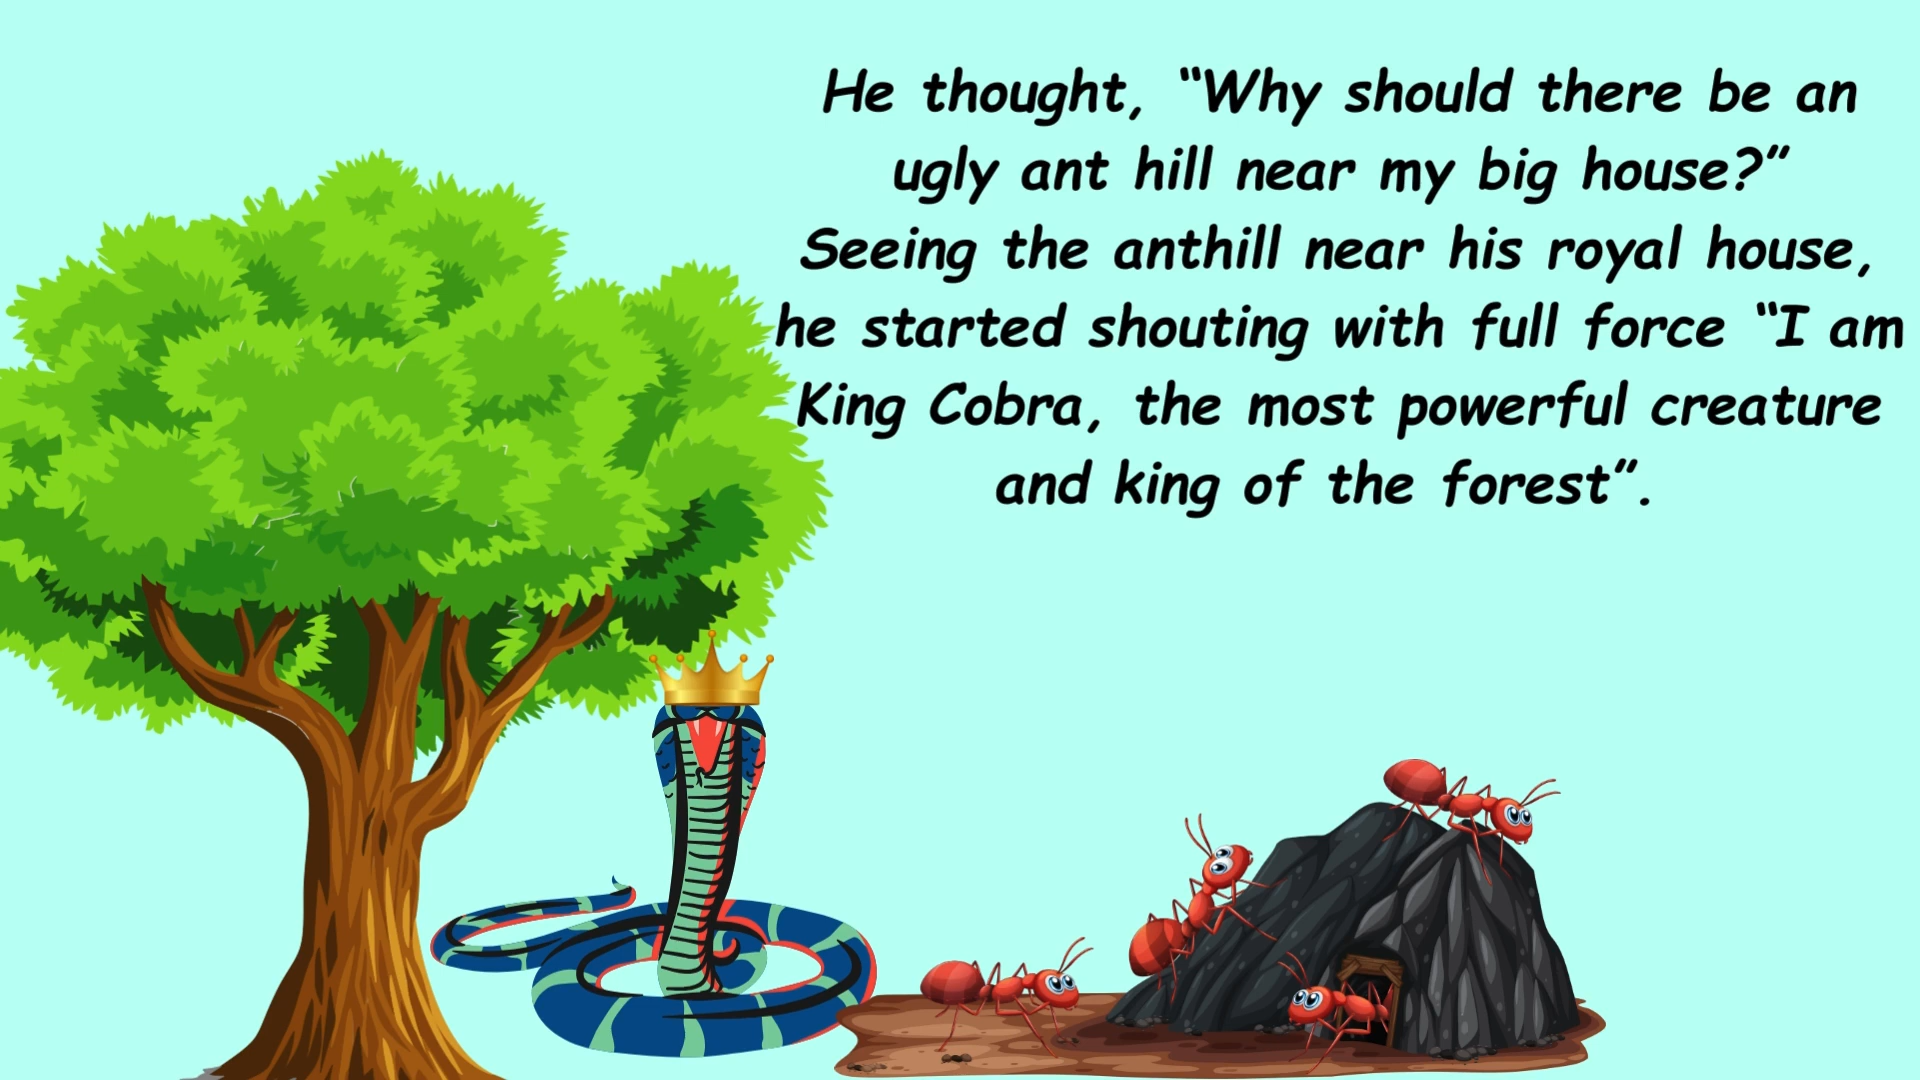 He thought, “Why should there be an
ugly ant hill near my big house?”
Seeing the anthill near his royal house,
he started shouting with full force “I am
King Cobra, the most powerful creature
and king of the forest”.